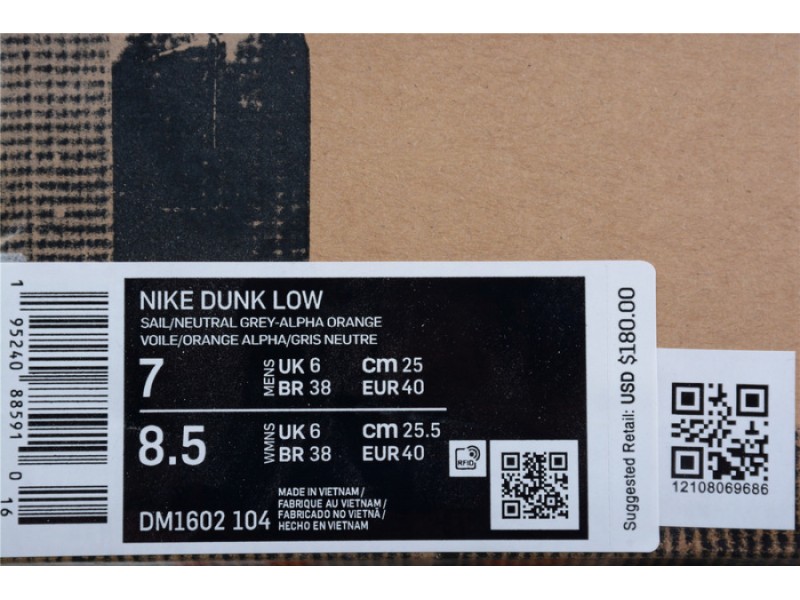 NIKE DUNK LOW
SAIL/NEUTRAL GREY-ALPHA ORANGE
VOILE/ORANGE ALPHA/GRIS NEUTRE
7 MENS UK 6 cm 25
BR 38 EUR 40
8.5 WMNS UK 6 cm 25.5
BR 38 EUR 40
RFID
MADE IN VIETNAM /
FABRIQUE AU VIETNAM /
FABRICADO NO VIETNÃ /
HECHO EN VIETNAM
DM1602 104
1 95240 88591 0 16
Suggested Retail: USD $180.00
12108069686